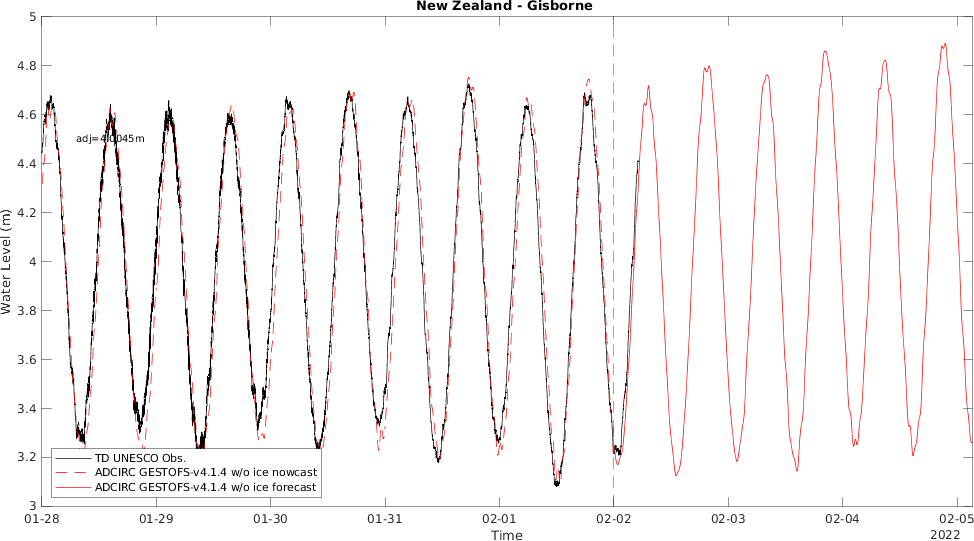 New Zealand - Gisborne
5
4.8
4.6
adj=4.0045m
4.4
4.2
4
3.8
3.6
3.4
3.2
3
Water Level (m)
TD UNESCO Obs.
ADCIRC GESTOFS-v4.1.4 w/o ice nowcast
ADCIRC GESTOFS-v4.1.4 w/o ice forecast
01-28 01-29 01-30 01-31 02-01 02-02 02-03 02-04 02-05
Time 2022